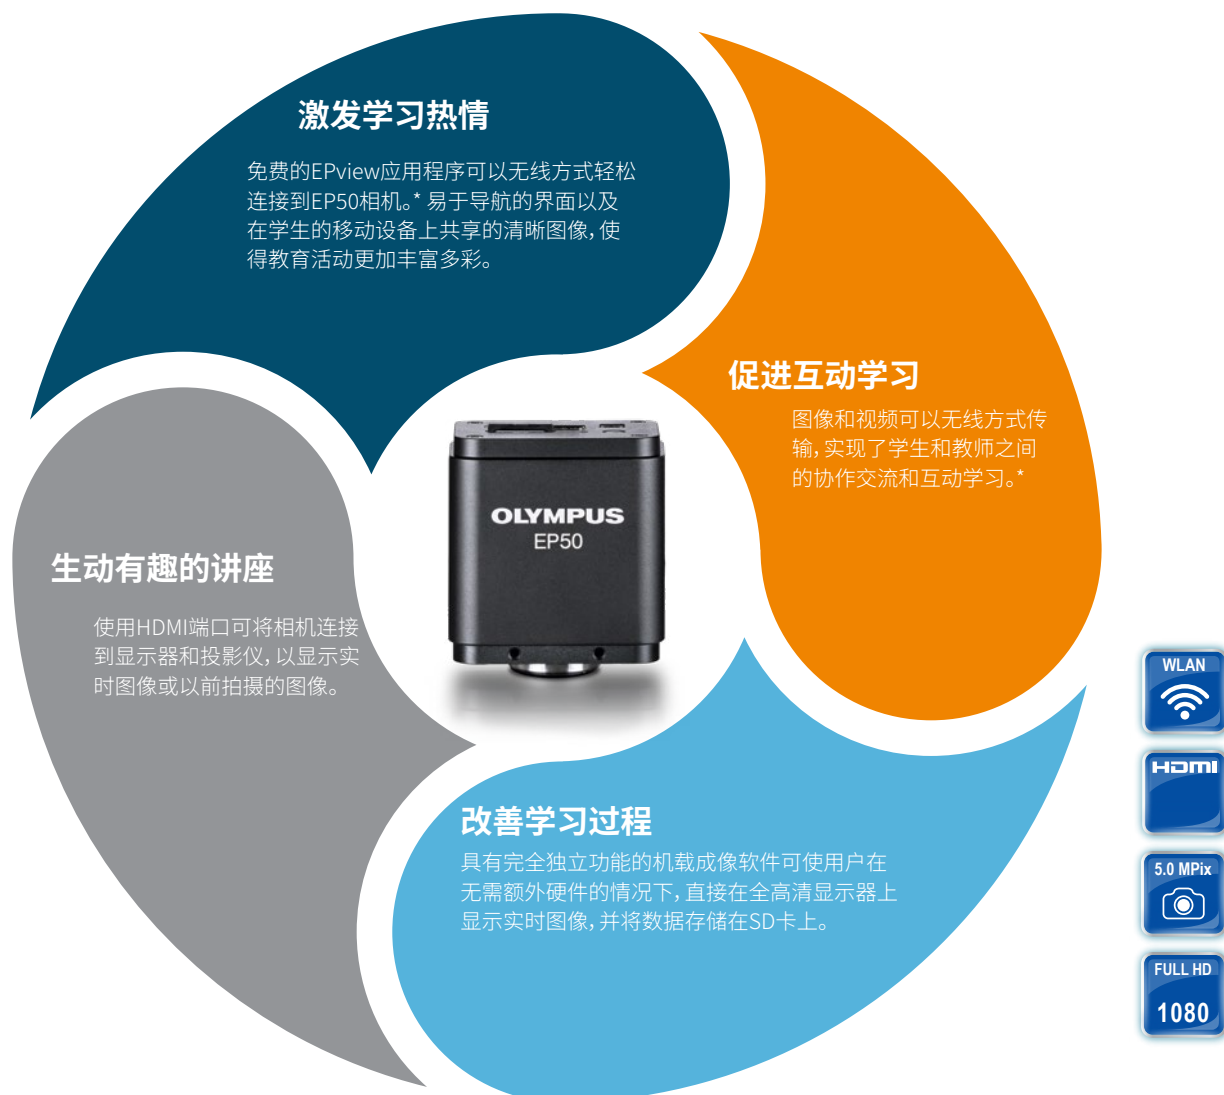 激发学习热情
免费的EPview应用程序可以无线方式轻松
连接到EP50相机。* 易于导航的界面以及
在学生的移动设备上共享的清晰图像,使
得教育活动更加丰富多彩。
促进互动学习
图像和视频可以无线方式传
输,实现了学生和教师之间
的协作交流和互动学习。*
OLYMPUS
EP50
生动有趣的讲座
使用HDMI端口可将相机连接
到显示器和投影仪,以显示实
时图像或以前拍摄的图像。
改善学习过程
具有完全独立功能的机载成像软件可使用户在
无需额外硬件的情况下,直接在全高清显示器上
显示实时图像,并将数据存储在SD卡上。
WLAN
HDMI
5.0 MPix
FULL HD
1080